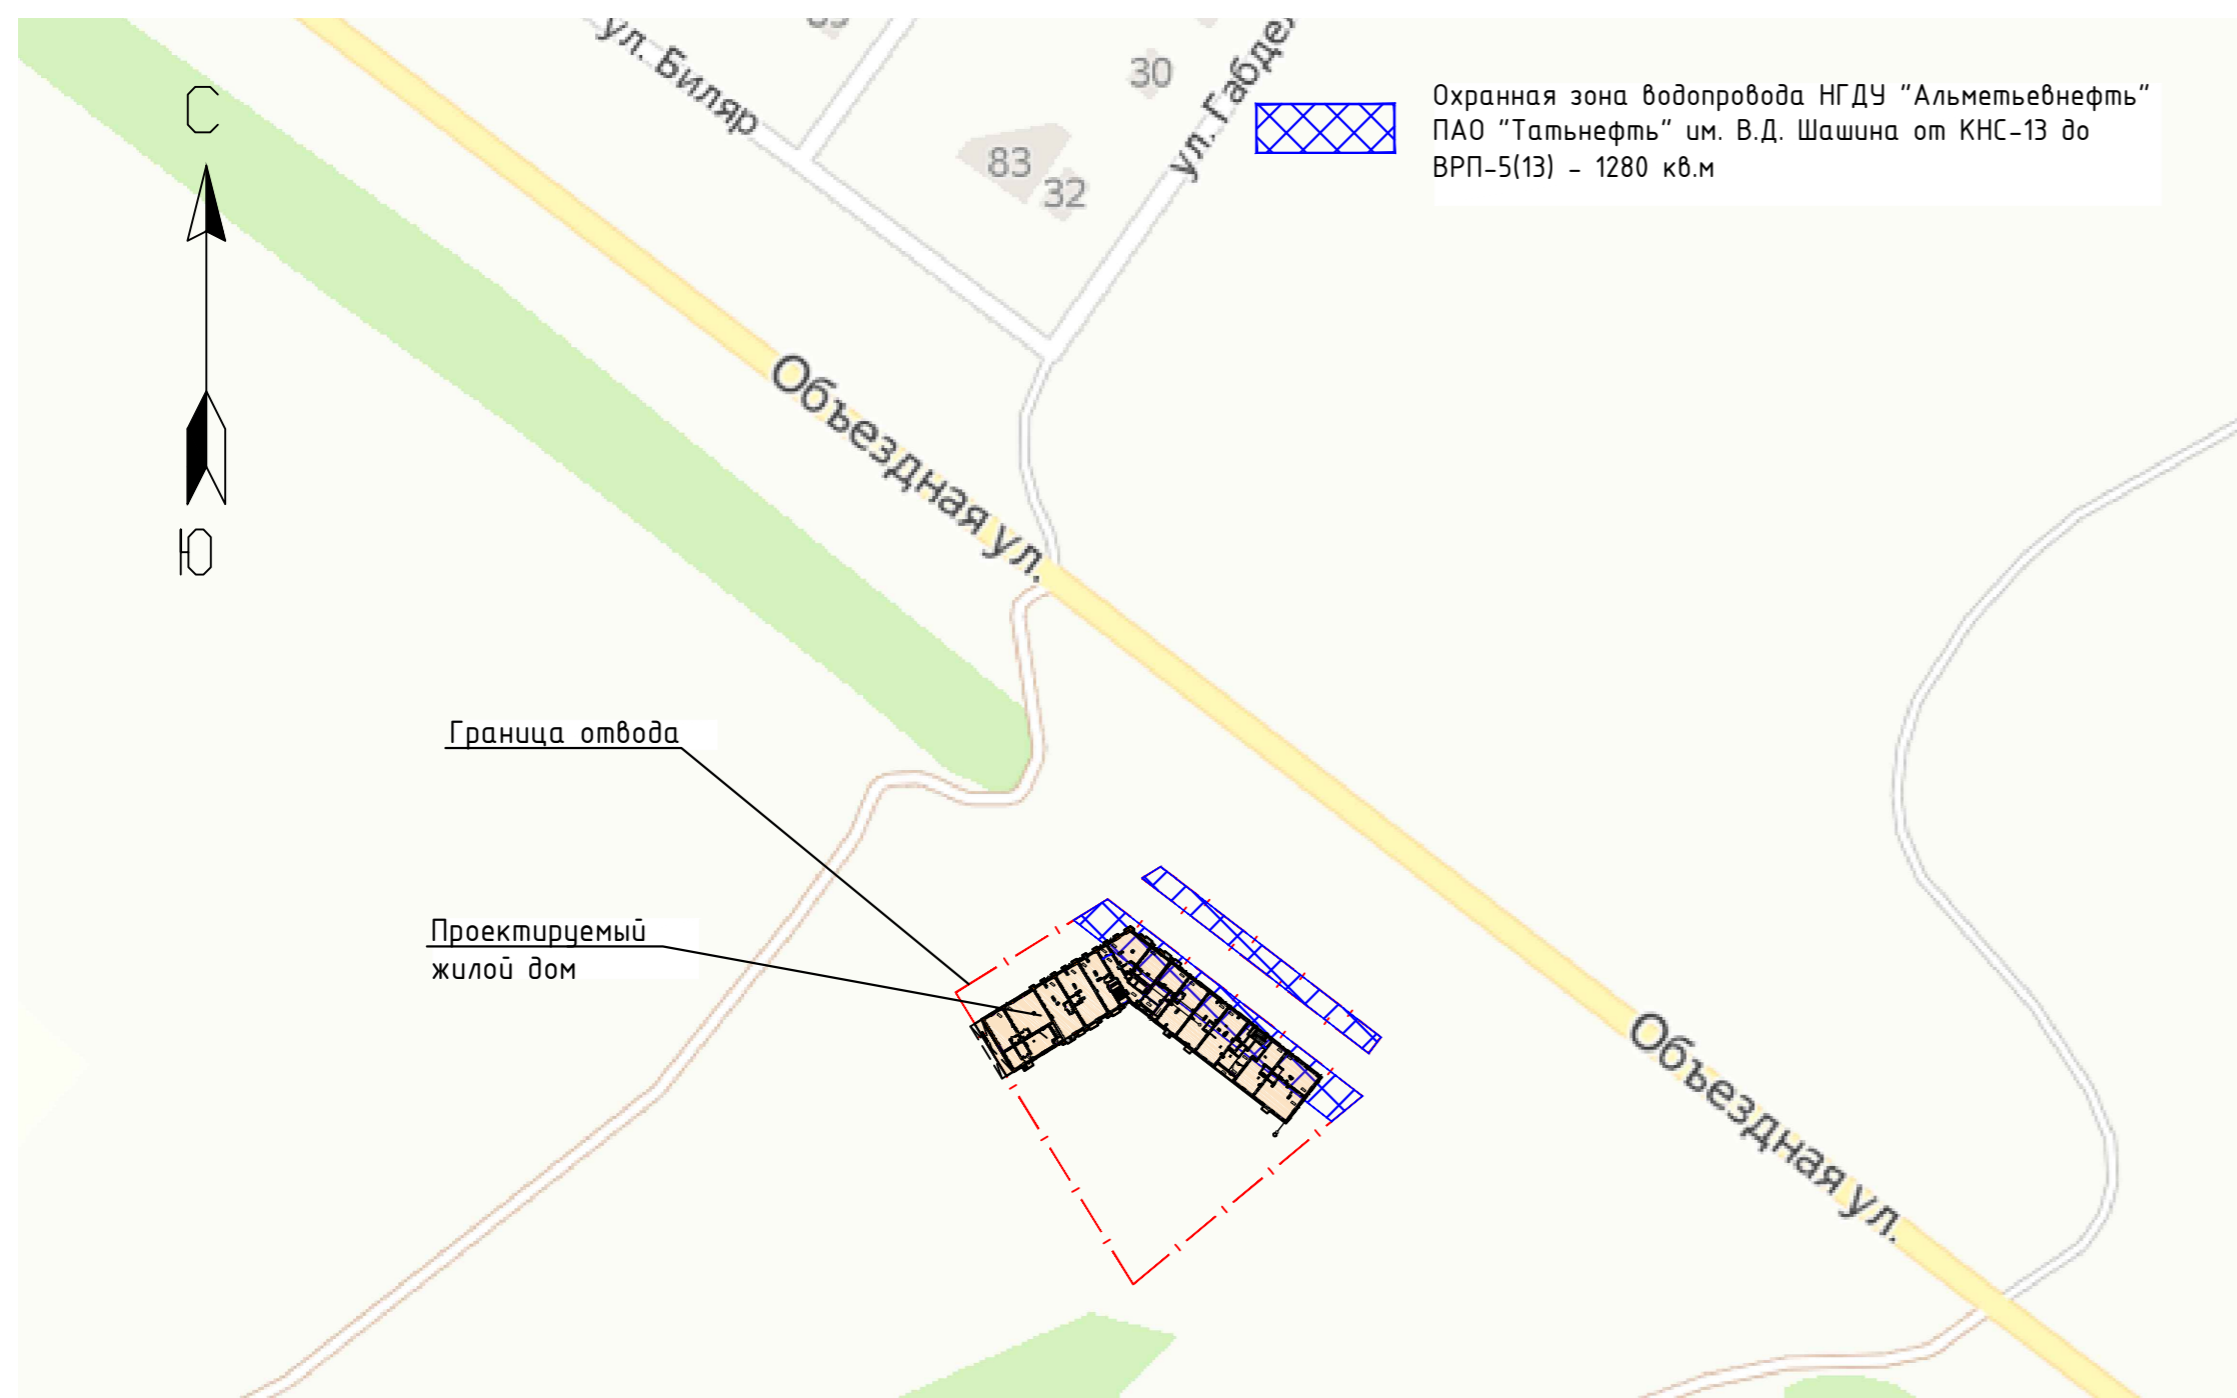 ул. Биляр
30
ул. Габде
83
32
Охранная зона водопровода НГДУ "Альметьевнефть"
ПАО "Татьнефть" им. В.Д. Шашина от КНС-13 до
ВРП-5(13) - 1280 кв.м
С
Ю
Объездная ул.
Граница отвода
Проектируемый
жилой дом
Объездная ул.